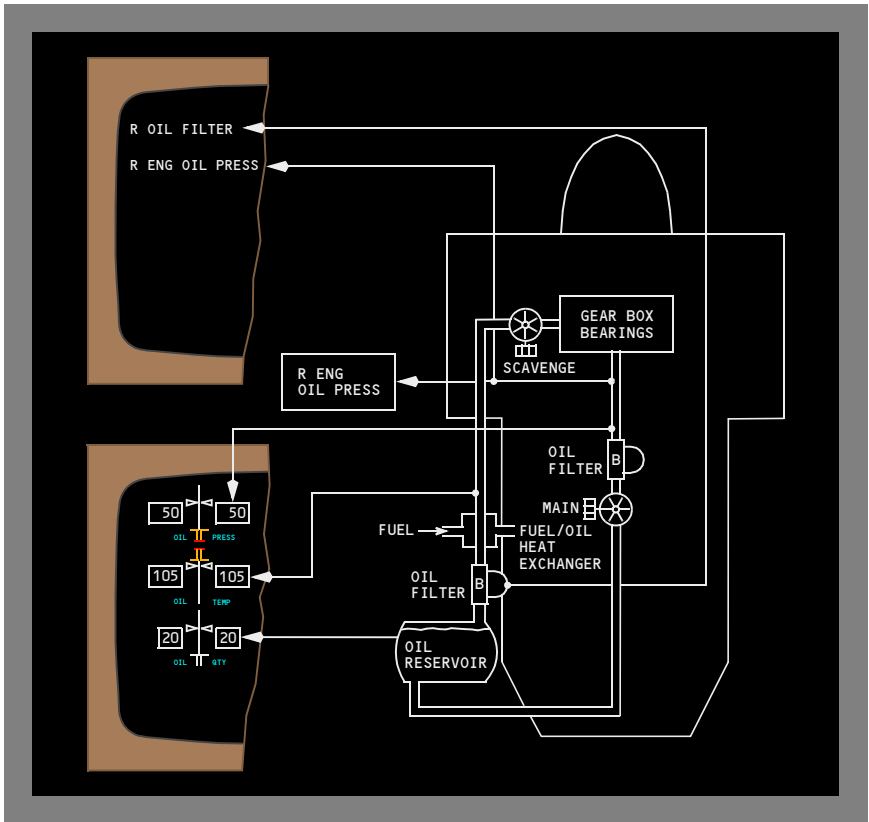 R OIL FILTER
R ENG OIL PRESS
GEAR BOX
BEARINGS
SCAVENGE
R ENG
OIL PRESS
OIL
FILTER
B
MAIN
50
50
OIL PRESS
FUEL
FUEL/OIL
HEAT
EXCHANGER
105
105
OIL TEMP
OIL
FILTER
B
20
20
OIL QTY
OIL
RESERVOIR